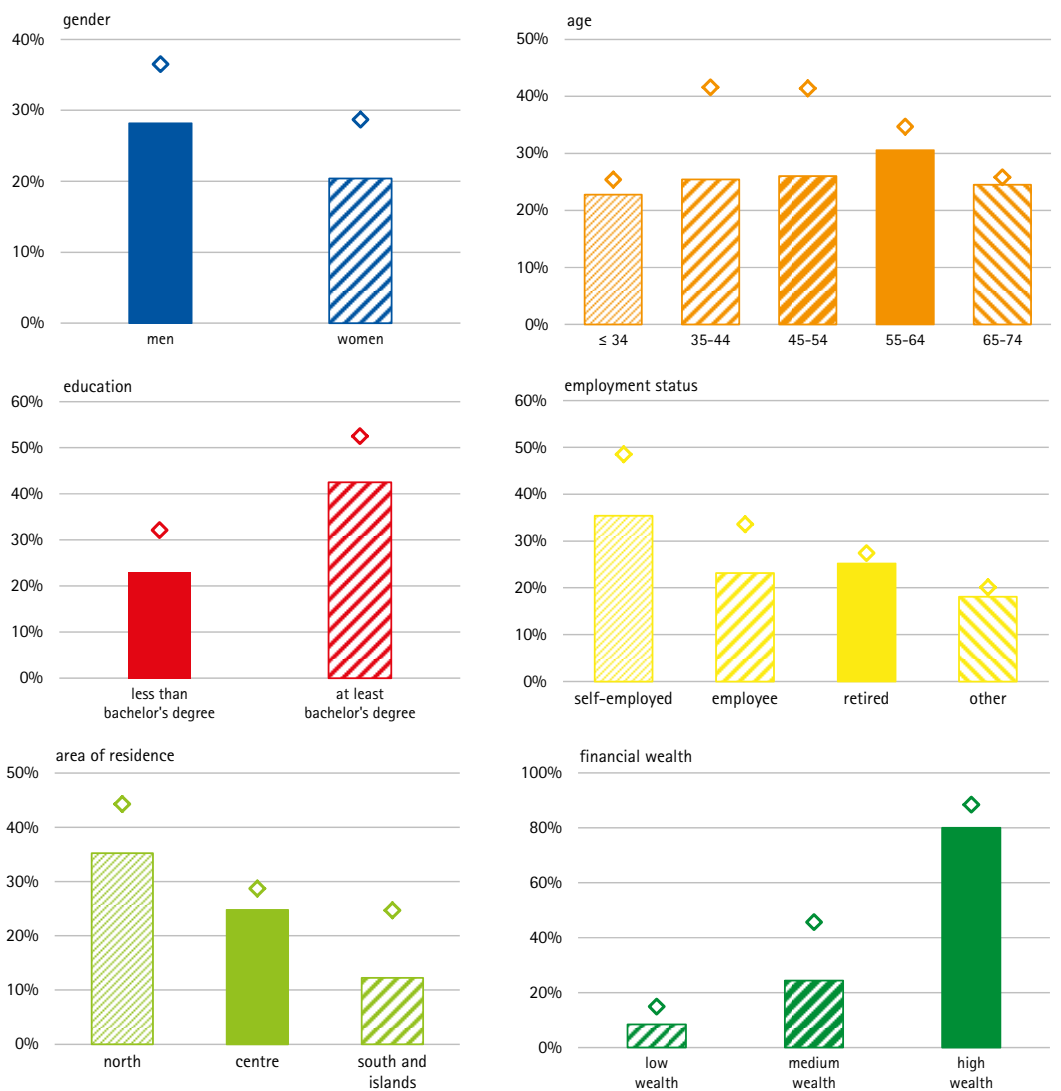 gender
40%
30%
20%
10%
0%
men
women
age
50%
40%
30%
20%
10%
0%
≤ 34
35-44
45-54
55-64
65-74
education
60%
50%
40%
30%
20%
10%
0%
less than
bachelor's degree
at least
bachelor's degree
employment status
60%
50%
40%
30%
20%
10%
0%
self-employed
employee
retired
other
area of residence
50%
40%
30%
20%
10%
0%
north
centre
south and
islands
financial wealth
100%
80%
60%
40%
20%
0%
low
wealth
medium
wealth
high
wealth